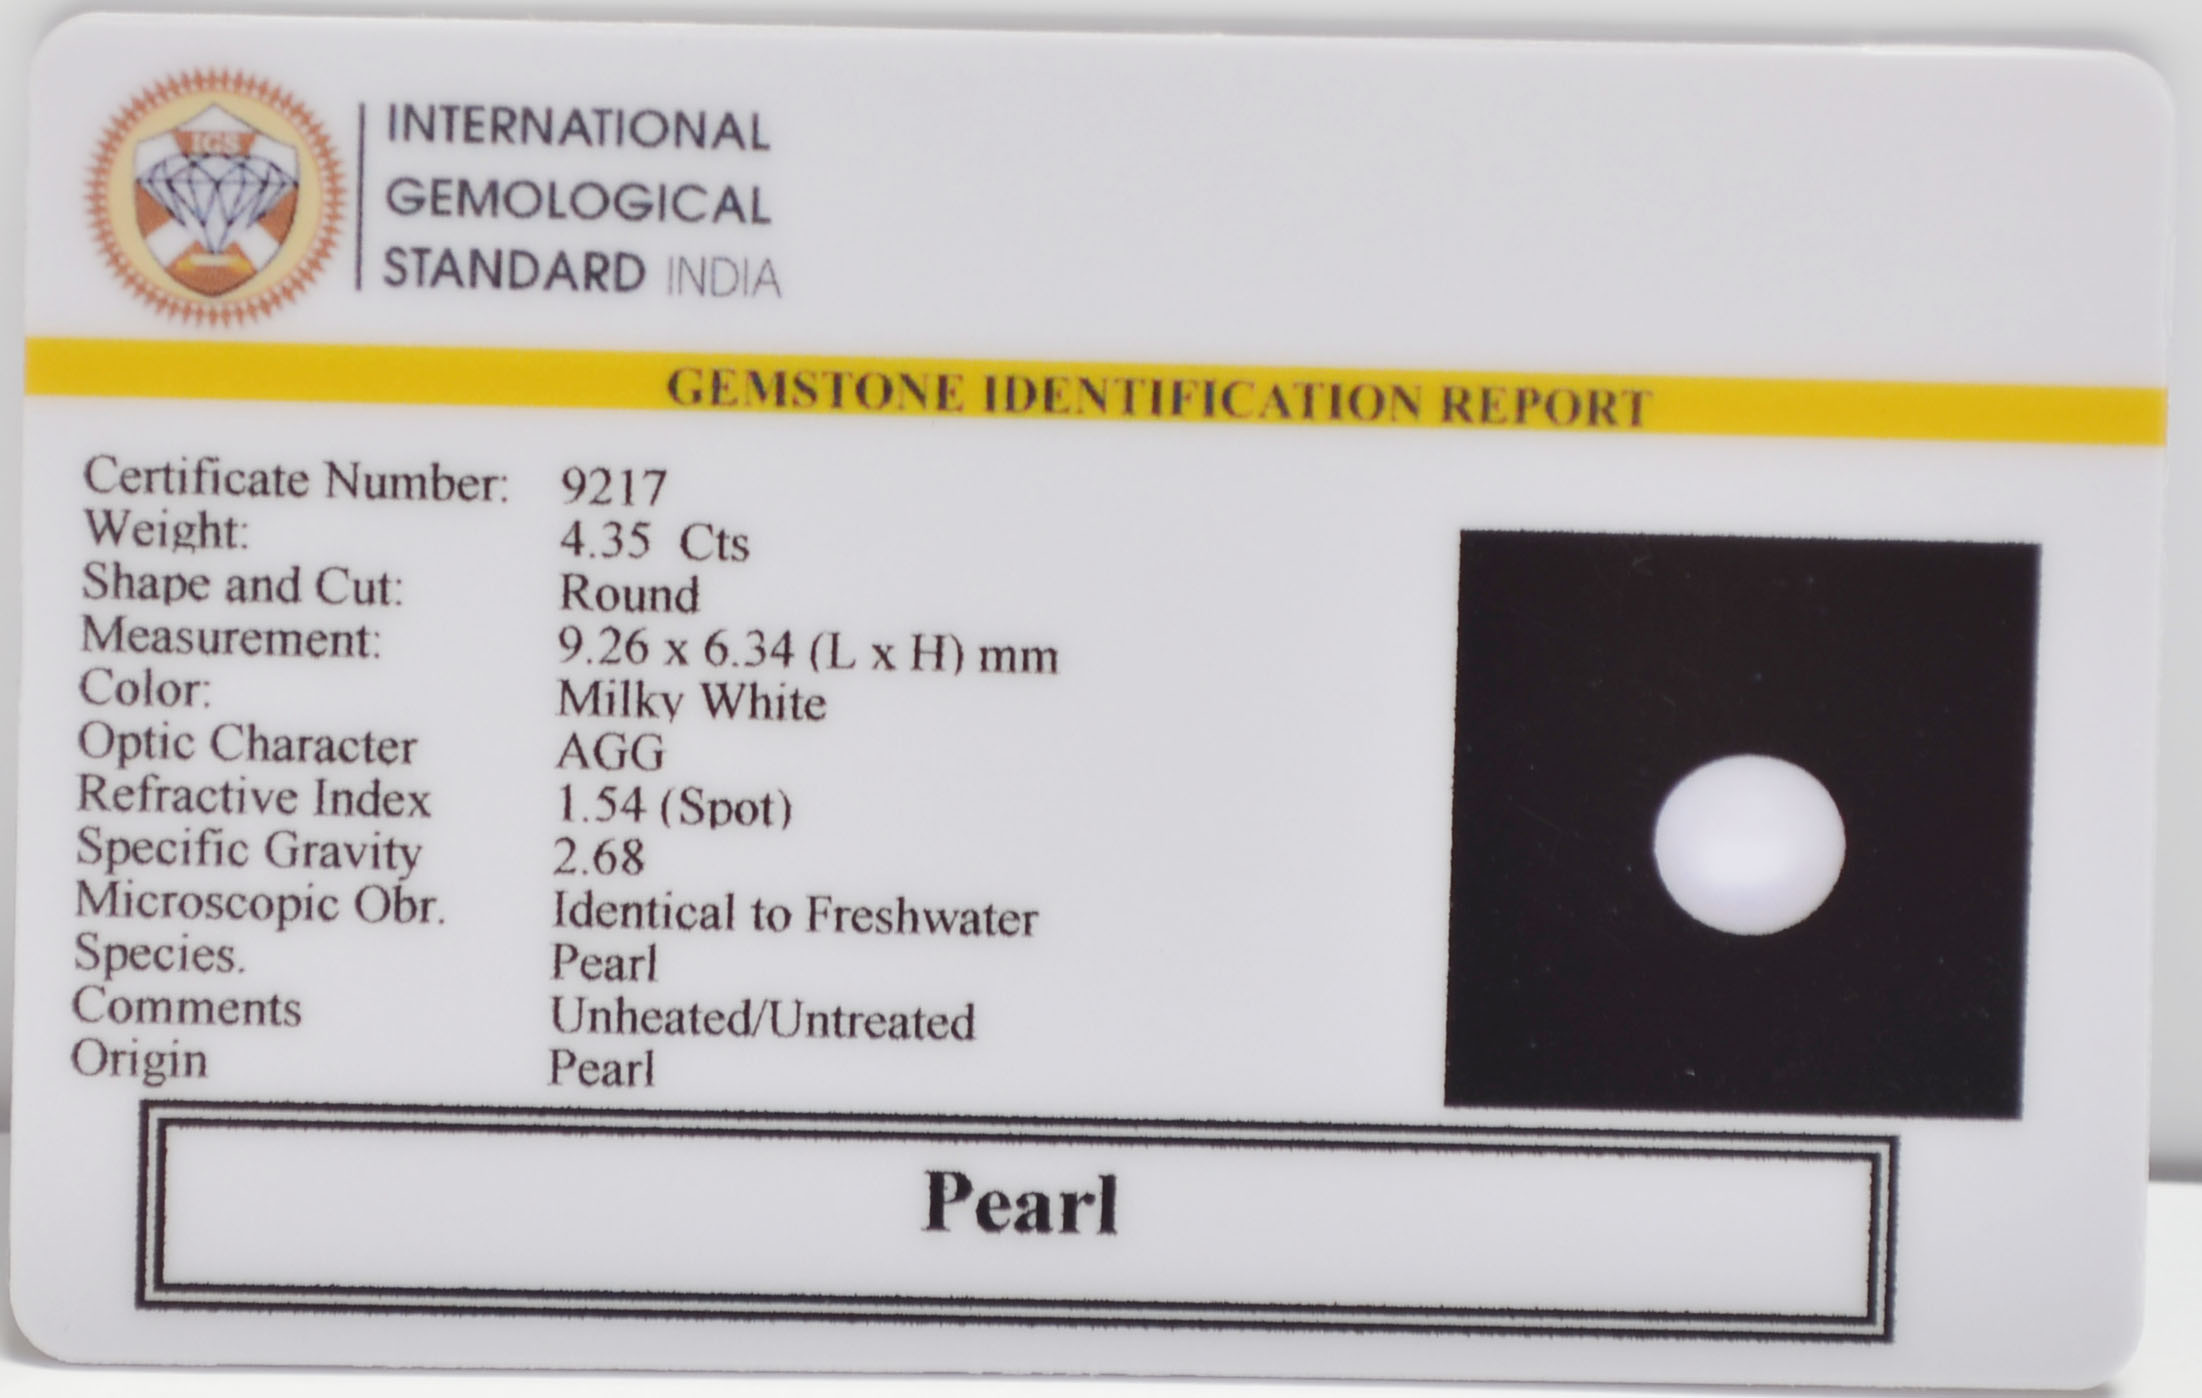 IGS
INTERNATIONAL
GEMOLOGICAL
STANDARD INDIA
GEMSTONE IDENTIFICATION REPORT
Certificate Number: 9217
Weight: 4.35 Cts
Shape and Cut: Round
Measurement: 9.26 x 6.34 (L x H) mm
Color: Milky White
Optic Character AGG
Refractive Index 1.54 (Spot)
Specific Gravity 2.68
Microscopic Obr. Identical to Freshwater
Species. Pearl
Comments Unheated/Untreated
Origin Pearl
Pearl